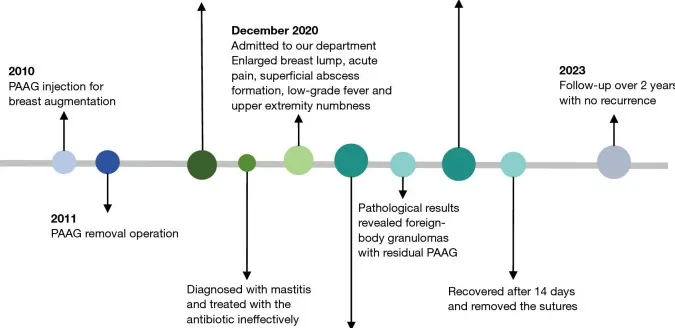 2010
PAAG injection for
breast augmentation
2011
PAAG removal operation
Diagnosed with mastitis
and treated with the
antibiotic ineffectively
December 2020
Admitted to our department
Enlarged breast lump, acute
pain, superficial abscess
formation, low-grade fever and
upper extremity numbness
Pathological results
revealed foreign-
body granulomas
with residual PAAG
Recovered after 14 days
and removed the sutures
2023
Follow-up over 2 years
with no recurrence